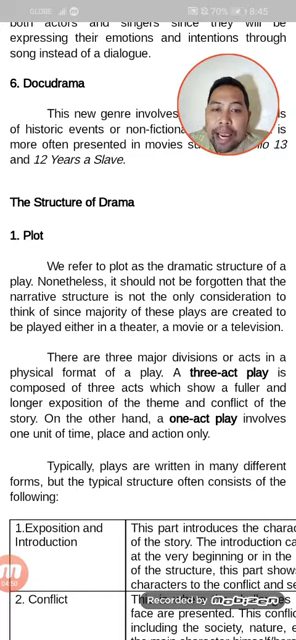 GLOBE
70%
8:45
both actors and singers since they will be
expressing their emotions and intentions through
song instead of a dialogue.
6. Docudrama
This new genre involves is
of historic events or non-fictional is
more often presented in movies 13
and 12 Years a Slave.
The Structure of Drama
1. Plot
We refer to plot as the dramatic structure of a
play. Nonetheless, it should not be forgotten that the
narrative structure is not the only consideration to
think of since majority of these plays are created to
be played either in a theater, a movie or a television.
There are three major divisions or acts in a
physical format of a play. A three-act play is
composed of three acts which show a fuller and
longer exposition of the theme and conflict of the
story. On the other hand, a one-act play involves
one unit of time, place and action only.
Typically, plays are written in many different
forms, but the typical structure often consists of the
following:
1.Exposition and
Introduction
This part introduces the
of the story. The introduction
at the very beginning or in the
of the structure, this part
characters to the conflict and
2. Conflict
face are presented. This
including the society, nature,
04:50
Recorded by